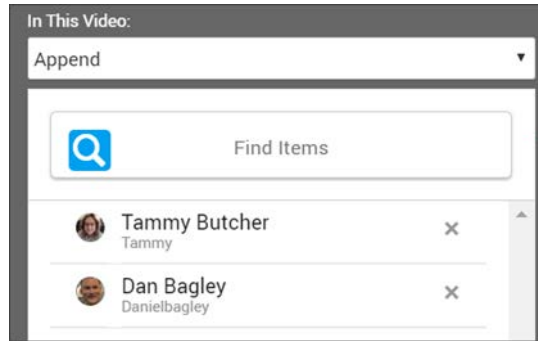 In This Video:
Append
Find Items
Tammy Butcher
Tammy
Dan Bagley
Danielbagley